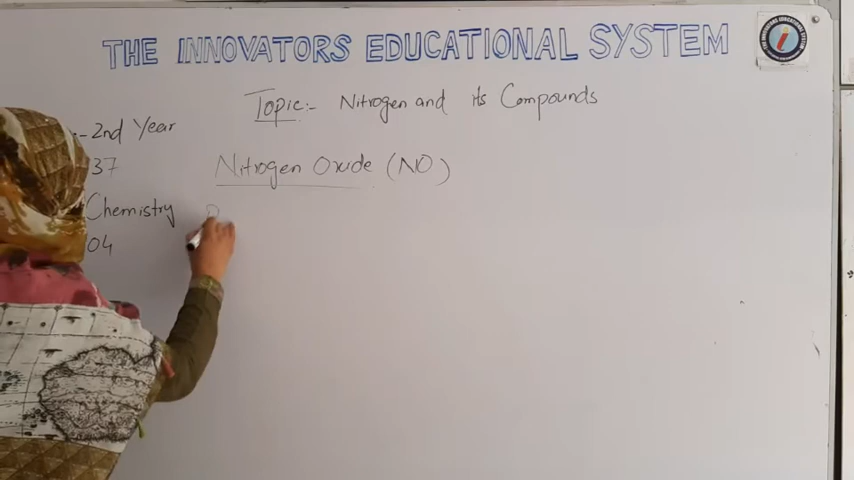 THE INNOVATORS EDUCATIONAL SYSTEM
Topic:- Nitrogen and its Compounds
:- 2nd Year
37
Nitrogen Oxide (NO)
Chemistry
04